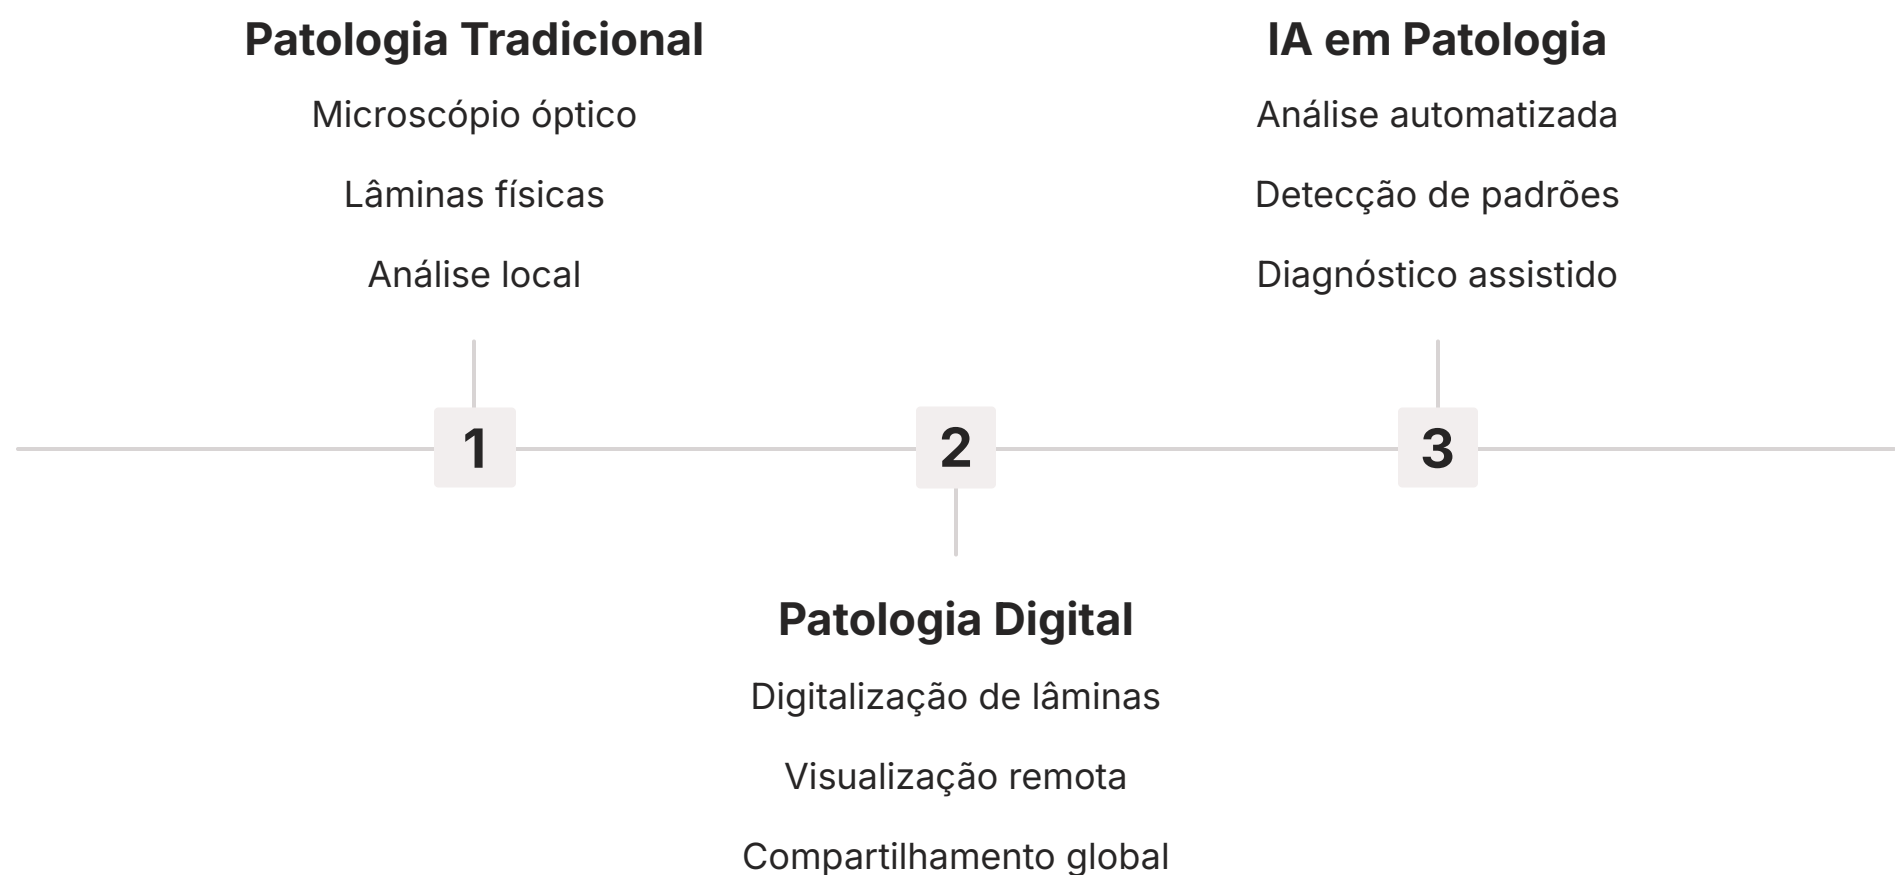 Patologia Tradicional
Microscópio óptico
Lâminas físicas
Análise local
1
2
Patologia Digital
Digitalização de lâminas
Visualização remota
Compartilhamento global
IA em Patologia
Análise automatizada
Detecção de padrões
Diagnóstico assistido
3